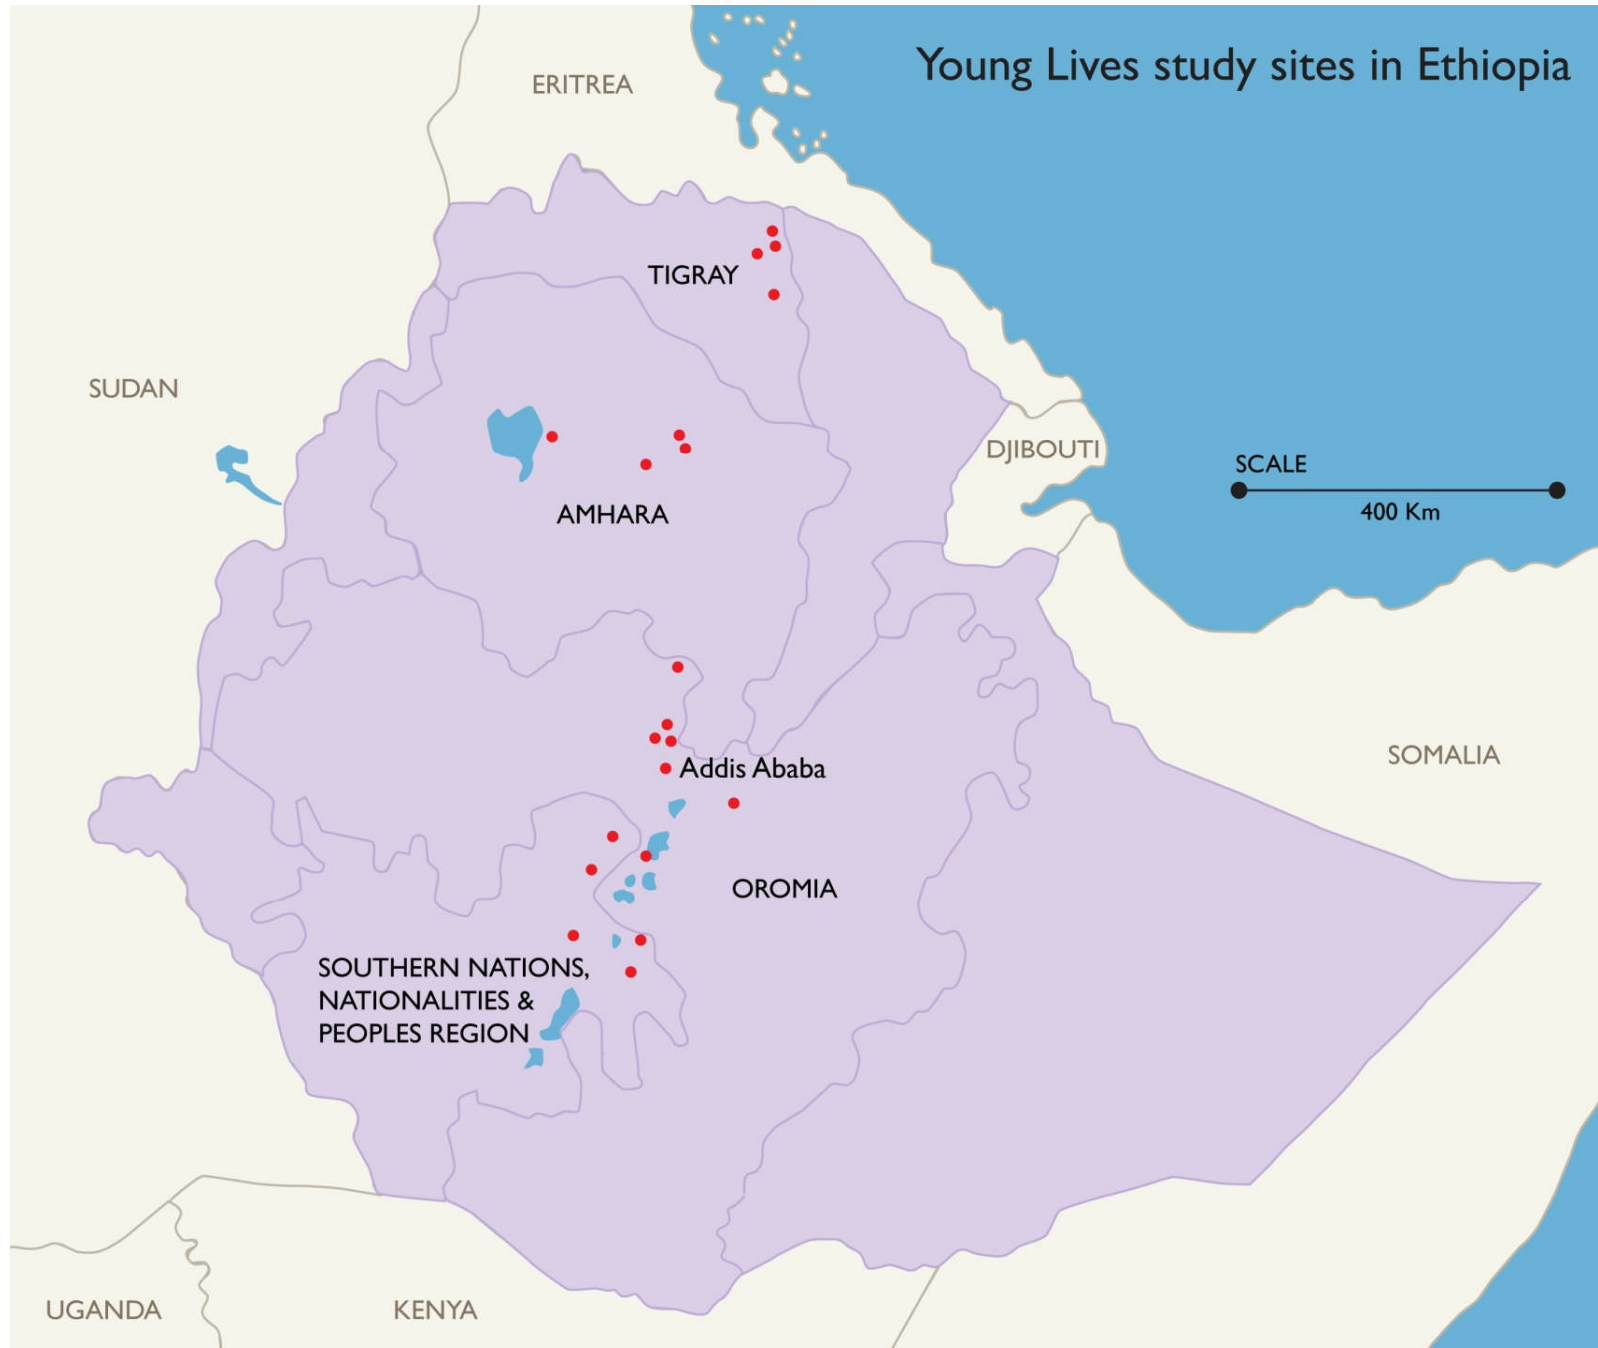 Young Lives study sites in Ethiopia
ERITREA
TIGRAY
SUDAN
DJIBOUTI
SCALE
400 Km
AMHARA
SOMALIA
Addis Ababa
OROMIA
SOUTHERN NATIONS,
NATIONALITIES &
PEOPLES REGION
UGANDA
KENYA